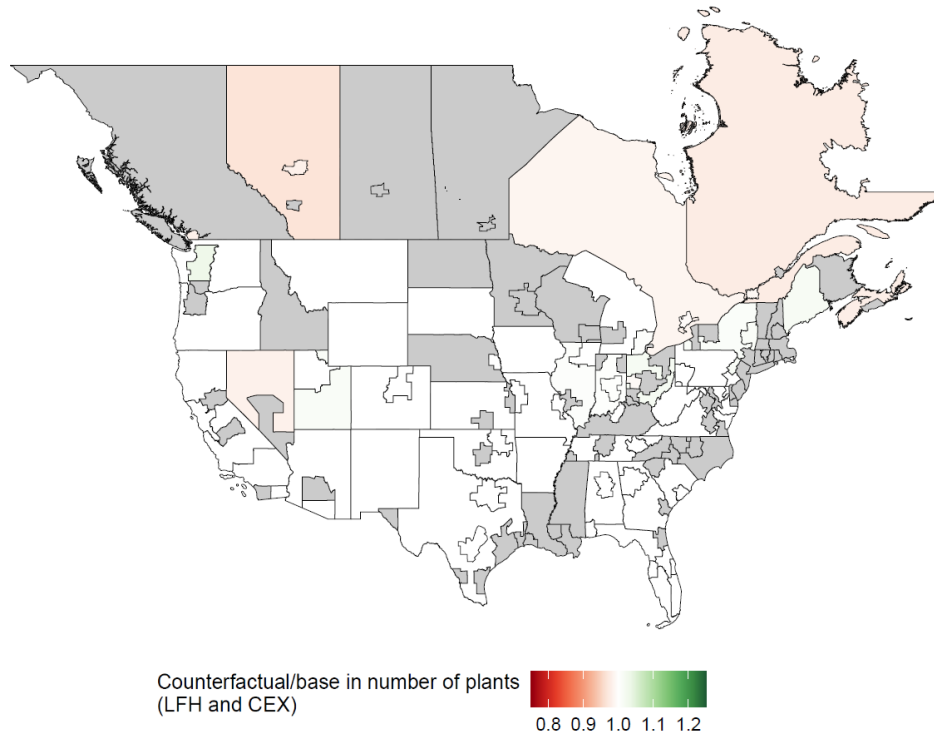 Counterfactual/base in number of plants
(LFH and CEX)
0.8 0.9 1.0 1.1 1.2